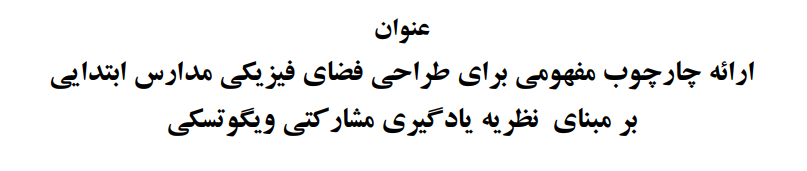 عنوان
ارائه چارچوب مفهومی برای طراحی فضای فیزیکی مدارس ابتدایی
بر مبنای نظریه یادگیری مشارکتی ویگوتسکی